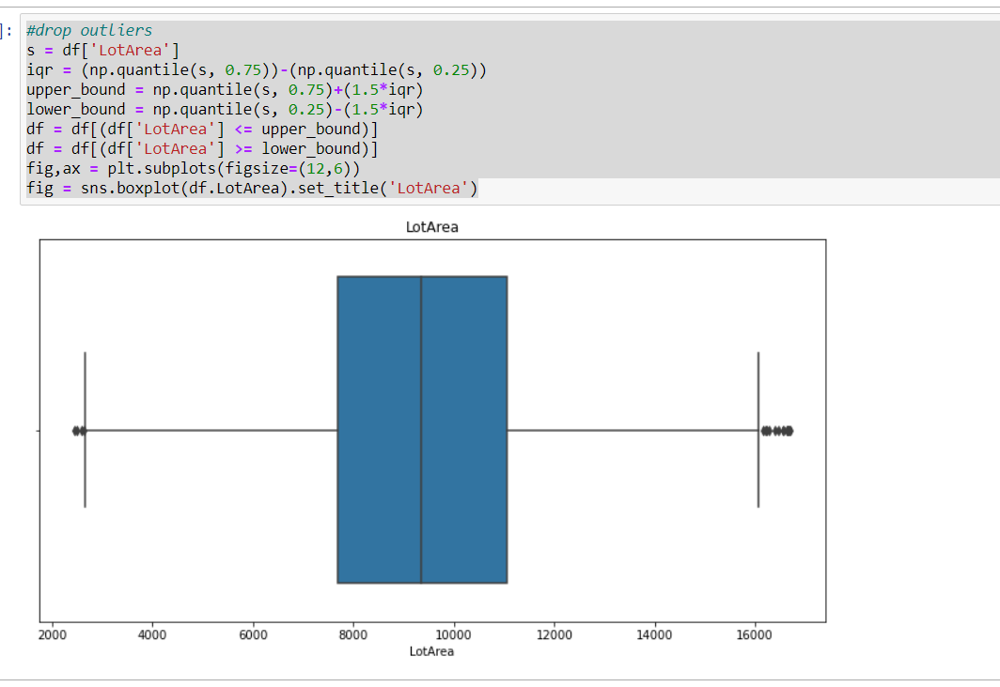 ]:
#drop outliers
s = df['LotArea']
iqr = (np.quantile(s, 0.75))-(np.quantile(s, 0.25))
upper_bound = np.quantile(s, 0.75)+(1.5*iqr)
lower_bound = np.quantile(s, 0.25)-(1.5*iqr)
df = df[(df['LotArea'] <= upper_bound)]
df = df[(df['LotArea'] >= lower_bound)]
fig,ax = plt.subplots(figsize=(12,6))
fig = sns.boxplot(df.LotArea).set_title('LotArea')
LotArea
2000 4000 6000 8000 10000 12000 14000 16000
LotArea